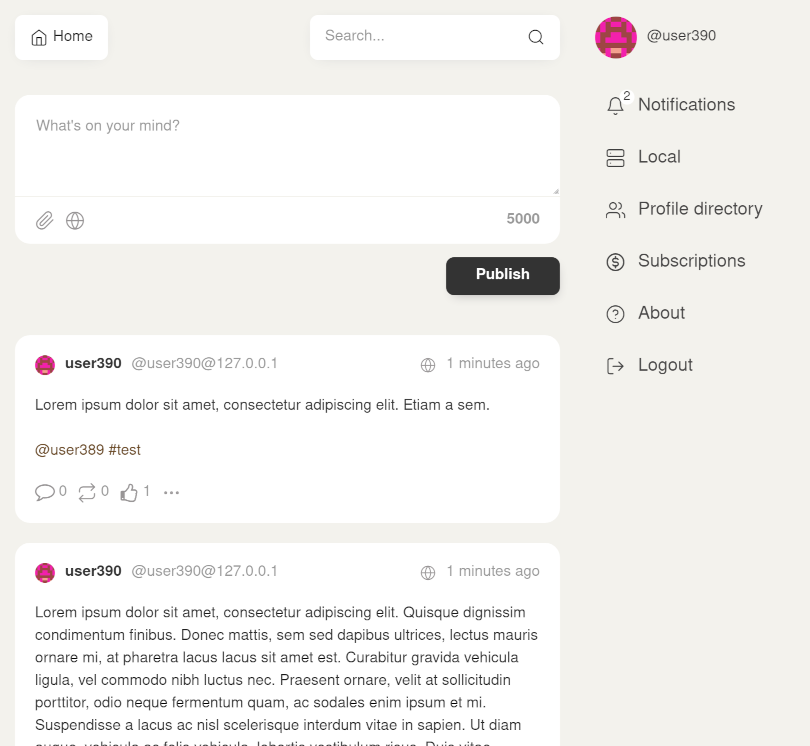 Home
Search...
@user390
What's on your mind?
5000
Publish
2
Notifications
Local
Profile directory
Subscriptions
About
Logout
user390 @user390@127.0.0.1 1 minutes ago
Lorem ipsum dolor sit amet, consectetur adipiscing elit. Etiam a sem.
@user389 #test
0 0 1
user390 @user390@127.0.0.1 1 minutes ago
Lorem ipsum dolor sit amet, consectetur adipiscing elit. Quisque dignissim
condimentum finibus. Donec mattis, sem sed dapibus ultrices, lectus mauris
ornare mi, at pharetra lacus lacus sit amet est. Curabitur gravida vehicula
ligula, vel commodo nibh luctus nec. Praesent ornare, velit at sollicitudin
porttitor, odio neque fermentum quam, ac sodales enim ipsum et mi.
Suspendisse a lacus ac nisl scelerisque interdum vitae in sapien. Ut diam